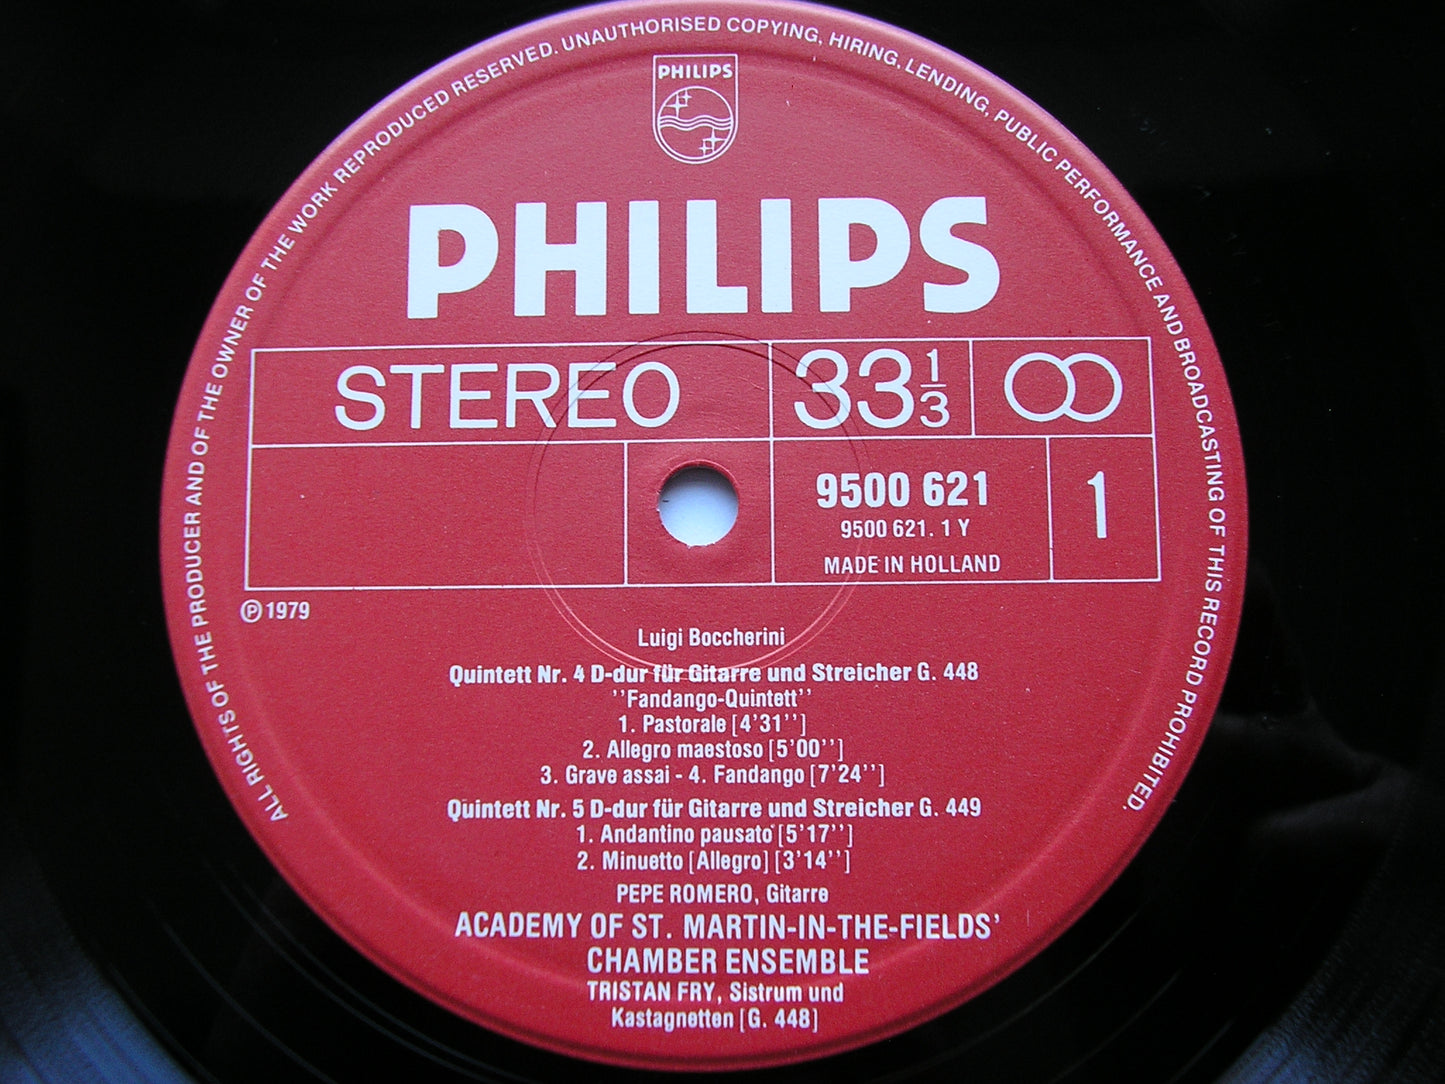 ALL RIGHTS OF THE PRODUCER AND OF THE OWNER OF THE WORK REPRODUCED RESERVED. UNAUTHORISED COPYING, HIRING, LENDING, PUBLIC PERFORMANCE AND BROADCASTING OF THIS RECORD PROHIBITED.
PHILIPS
PHILIPS
STEREO 33 1/3
9500 621 1
9500 621. 1 Y
MADE IN HOLLAND
Ⓟ 1979
Luigi Boccherini
Quintett Nr. 4 D-dur für Gitarre und Streicher G. 448
''Fandango-Quintett''
1. Pastorale [4'31'']
2. Allegro maestoso [5'00'']
3. Grave assai - 4. Fandango [7'24'']
Quintett Nr. 5 D-dur für Gitarre und Streicher G. 449
1. Andantino pausato [5'17'']
2. Minuetto [Allegro] [3'14'']
PEPE ROMERO, Gitarre
ACADEMY OF ST. MARTIN-IN-THE-FIELDS'
CHAMBER ENSEMBLE
TRISTAN FRY, Sistrum und
Kastagnetten [G. 448]